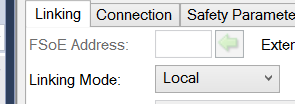 Linking Connection Safety Paramete
FSoE Address: Exter
Linking Mode: Local